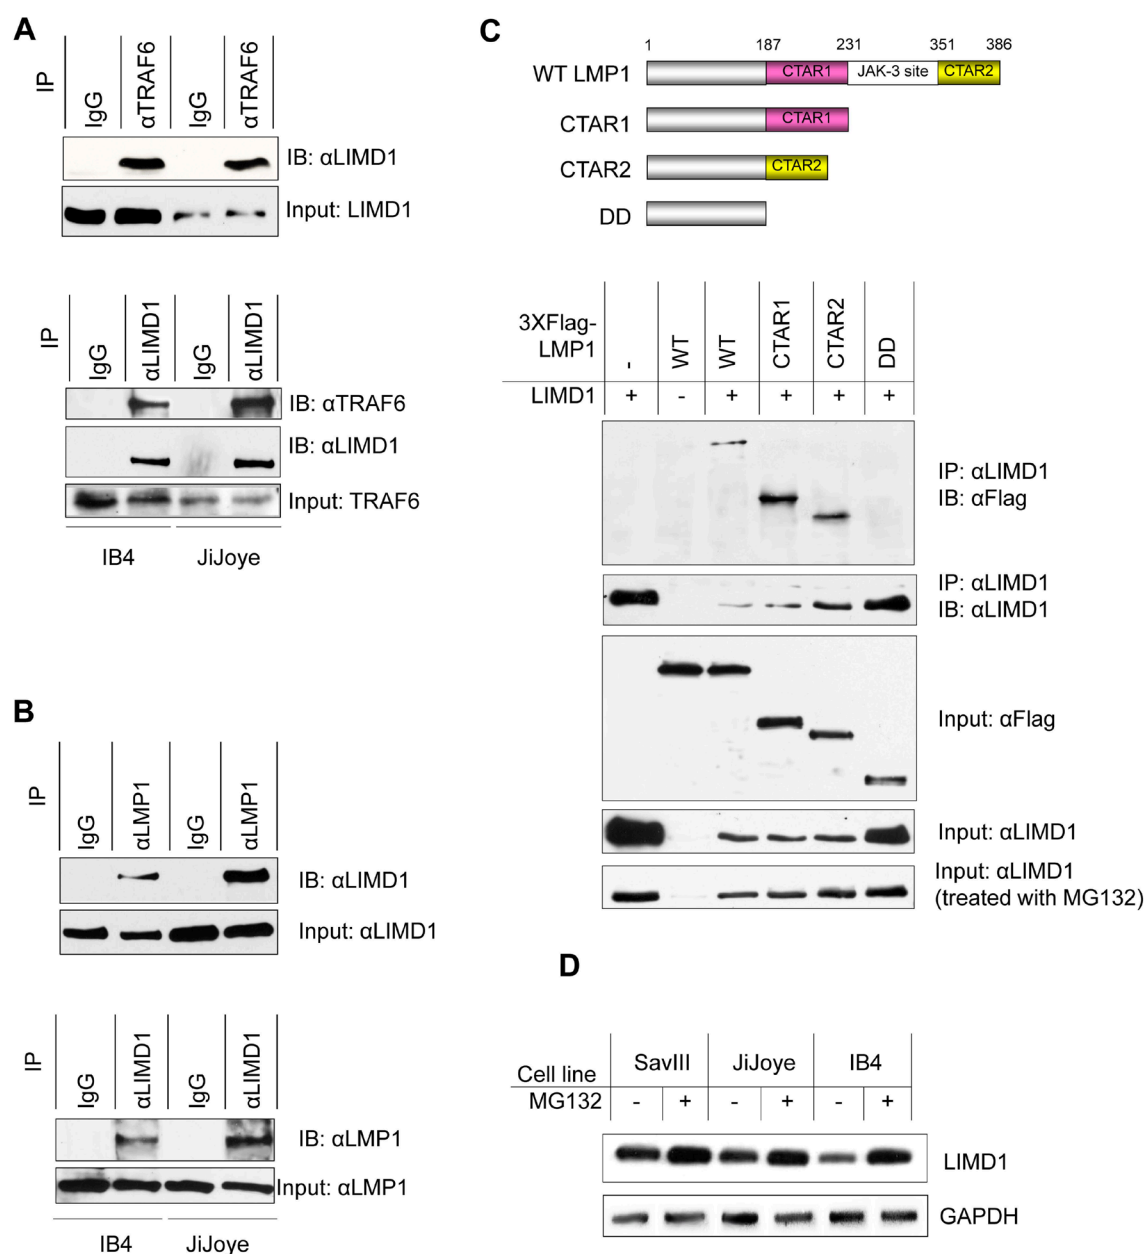 A
IP
IgG
αTRAF6
IgG
αTRAF6
IB: αLIMD1
Input: LIMD1
IP
IgG
αLIMD1
IgG
αLIMD1
IB: αTRAF6
IB: αLIMD1
Input: TRAF6
IB4 JiJoye
B
IP
IgG
αLMP1
IgG
αLMP1
IB: αLIMD1
Input: αLIMD1
IP
IgG
αLIMD1
IgG
αLIMD1
IB: αLMP1
Input: αLMP1
IB4 JiJoye
C
1 187 231 351 386
WT LMP1 CTAR1 JAK-3 site CTAR2
CTAR1 CTAR1
CTAR2 CTAR2
DD
3XFlag-
LMP1
-
WT
WT
CTAR1
CTAR2
DD
LIMD1 + - + + + +
IP: αLIMD1
IB: αFlag
IP: αLIMD1
IB: αLIMD1
Input: αFlag
Input: αLIMD1
Input: αLIMD1
(treated with MG132)
D
Cell line SavIII JiJoye IB4
MG132 - + - + - +
LIMD1
GAPDH